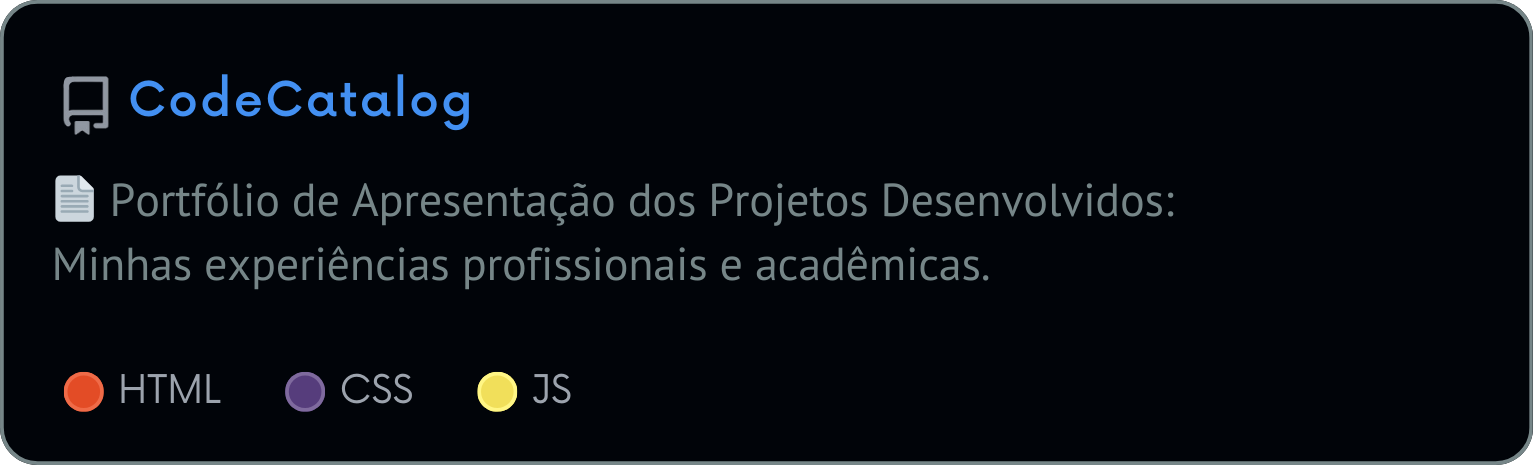 CodeCatalog
Portfólio de Apresentação dos Projetos Desenvolvidos:
Minhas experiências profissionais e acadêmicas.
HTML CSS JS